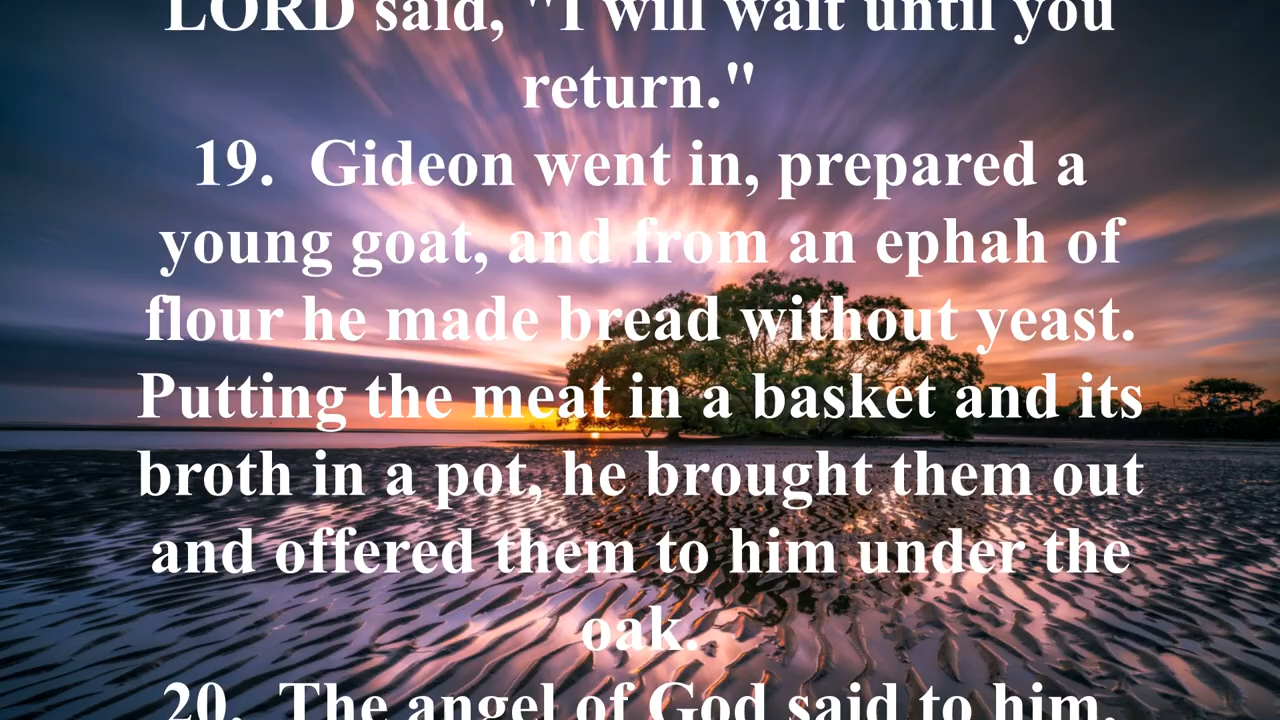 LORD said, "I will wait until you
return."
19. Gideon went in, prepared a
young goat, and from an ephah of
flour he made bread without yeast.
Putting the meat in a basket and its
broth in a pot, he brought them out
and offered them to him under the
oak.
20. The angel of God said to him,